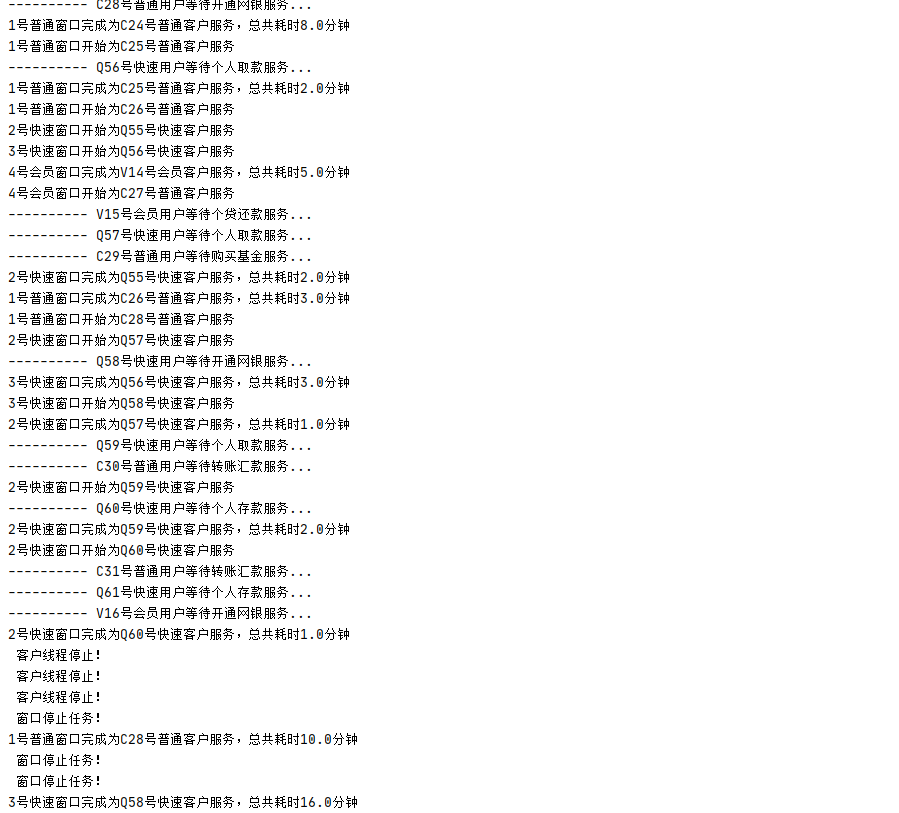 ---------- C28号普通用户等待开通网银服务...
1号普通窗口完成为C24号普通客户服务，总共耗时8.0分钟
1号普通窗口开始为C25号普通客户服务
---------- Q56号快速用户等待个人取款服务...
1号普通窗口完成为C25号普通客户服务，总共耗时2.0分钟
1号普通窗口开始为C26号普通客户服务
2号快速窗口开始为Q55号快速客户服务
3号快速窗口开始为Q56号快速客户服务
4号会员窗口完成为V14号会员客户服务，总共耗时5.0分钟
4号会员窗口开始为C27号普通客户服务
---------- V15号会员用户等待个贷还款服务...
---------- Q57号快速用户等待个人取款服务...
---------- C29号普通用户等待购买基金服务...
2号快速窗口完成为Q55号快速客户服务，总共耗时2.0分钟
1号普通窗口完成为C26号普通客户服务，总共耗时3.0分钟
1号普通窗口开始为C28号普通客户服务
2号快速窗口开始为Q57号快速客户服务
---------- Q58号快速用户等待开通网银服务...
3号快速窗口完成为Q56号快速客户服务，总共耗时3.0分钟
3号快速窗口开始为Q58号快速客户服务
2号快速窗口完成为Q57号快速客户服务，总共耗时1.0分钟
---------- Q59号快速用户等待个人取款服务...
---------- C30号普通用户等待转账汇款服务...
2号快速窗口开始为Q59号快速客户服务
---------- Q60号快速用户等待个人存款服务...
2号快速窗口完成为Q59号快速客户服务，总共耗时2.0分钟
2号快速窗口开始为Q60号快速客户服务
---------- C31号普通用户等待转账汇款服务...
---------- Q61号快速用户等待个人存款服务...
---------- V16号会员用户等待开通网银服务...
2号快速窗口完成为Q60号快速客户服务，总共耗时1.0分钟
客户线程停止!
客户线程停止!
客户线程停止!
窗口停止任务!
1号普通窗口完成为C28号普通客户服务，总共耗时10.0分钟
窗口停止任务!
窗口停止任务!
3号快速窗口完成为Q58号快速客户服务，总共耗时16.0分钟